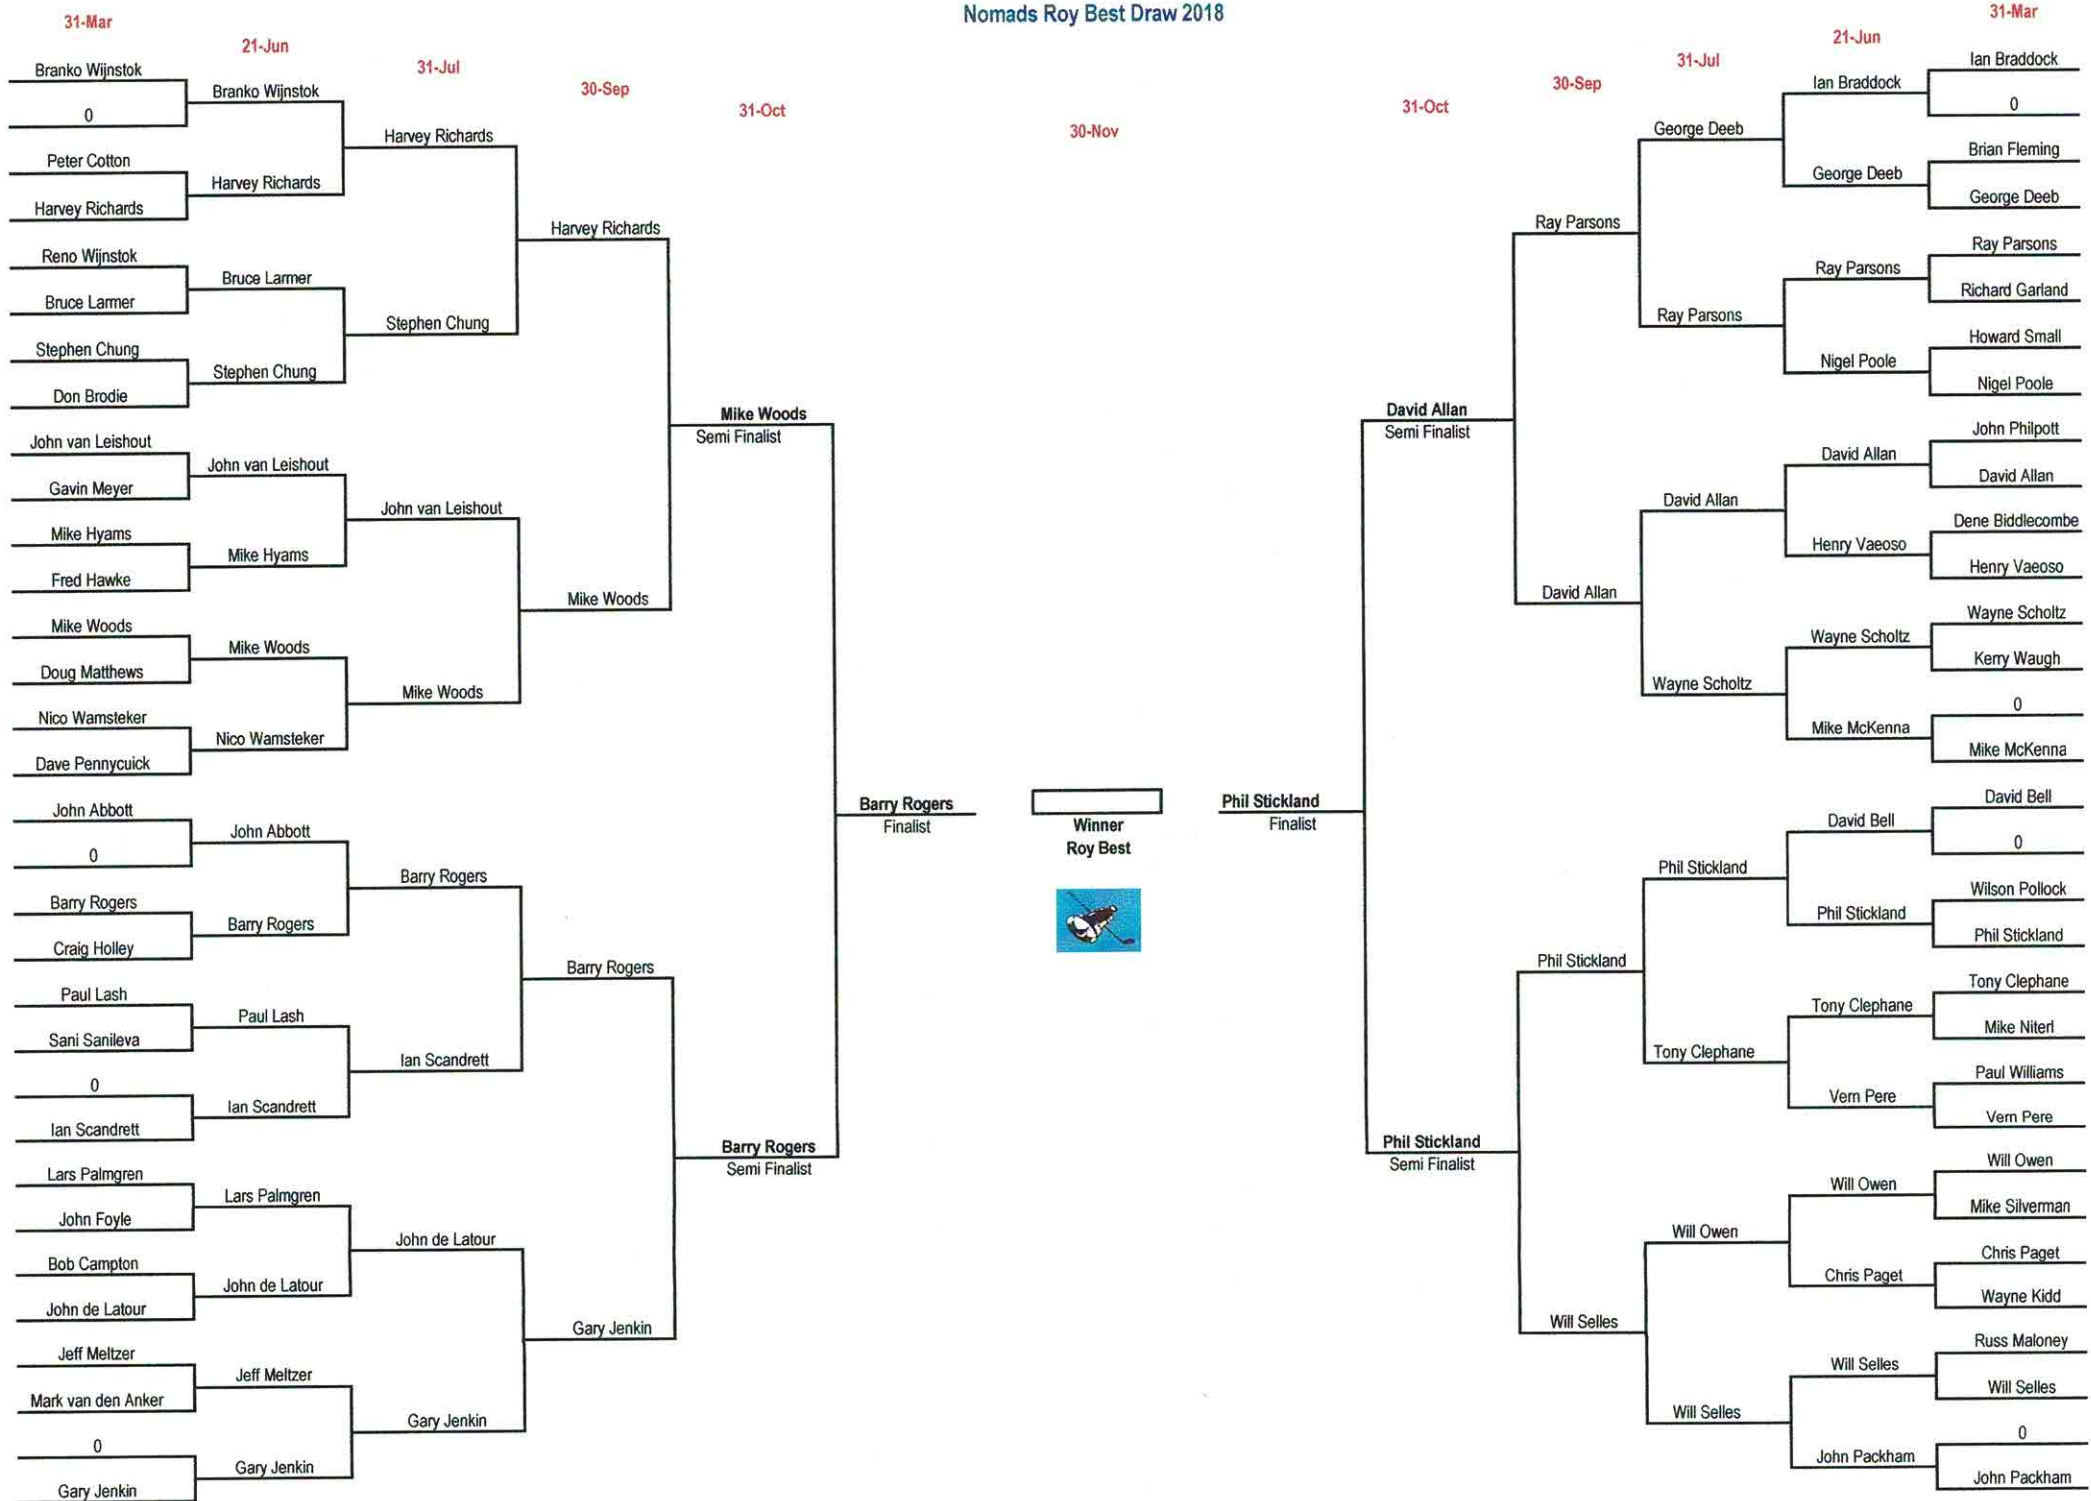 Nomads Roy Best Draw 2018
31-Mar
21-Jun
31-Jul
30-Sep
31-Oct
30-Nov
31-Oct
30-Sep
31-Jul
21-Jun
31-Mar
Branko Wijnstok
0
Peter Cotton
Harvey Richards
Reno Wijnstok
Bruce Larmer
Stephen Chung
Don Brodie
John van Leishout
Gavin Meyer
Mike Hyams
Fred Hawke
Mike Woods
Doug Matthews
Nico Wamsteker
Dave Pennycuick
John Abbott
0
Barry Rogers
Craig Holley
Paul Lash
Sani Sanileva
0
Ian Scandrett
Lars Palmgren
John Foyle
Bob Campton
John de Latour
Jeff Meltzer
Mark van den Anker
0
Gary Jenkin
Branko Wijnstok
Harvey Richards
Bruce Larmer
Stephen Chung
John van Leishout
Mike Hyams
Mike Woods
Nico Wamsteker
John Abbott
Barry Rogers
Paul Lash
Ian Scandrett
Lars Palmgren
John de Latour
Jeff Meltzer
Gary Jenkin
Harvey Richards
Stephen Chung
John van Leishout
Mike Woods
Barry Rogers
Ian Scandrett
John de Latour
Gary Jenkin
Harvey Richards
Mike Woods
Barry Rogers
Gary Jenkin
Mike Woods
Semi Finalist
Barry Rogers
Semi Finalist
Barry Rogers
Finalist
Winner
Roy Best
Phil Stickland
Finalist
David Allan
Semi Finalist
Phil Stickland
Semi Finalist
Ray Parsons
David Allan
Phil Stickland
Will Selles
George Deeb
Ray Parsons
David Allan
Wayne Scholtz
Phil Stickland
Tony Clephane
Will Owen
Will Selles
Ian Braddock
George Deeb
Ray Parsons
Nigel Poole
David Allan
Henry Vaeoso
Wayne Scholtz
Mike McKenna
David Bell
Phil Stickland
Tony Clephane
Vern Pere
Will Owen
Chris Paget
Will Selles
John Packham
Ian Braddock
0
Brian Fleming
George Deeb
Ray Parsons
Richard Garland
Howard Small
Nigel Poole
John Philpott
David Allan
Dene Biddlecombe
Henry Vaeoso
Wayne Scholtz
Kerry Waugh
0
Mike McKenna
David Bell
0
Wilson Pollock
Phil Stickland
Tony Clephane
Mike Niterl
Paul Williams
Vern Pere
Will Owen
Mike Silverman
Chris Paget
Wayne Kidd
Russ Maloney
Will Selles
0
John Packham